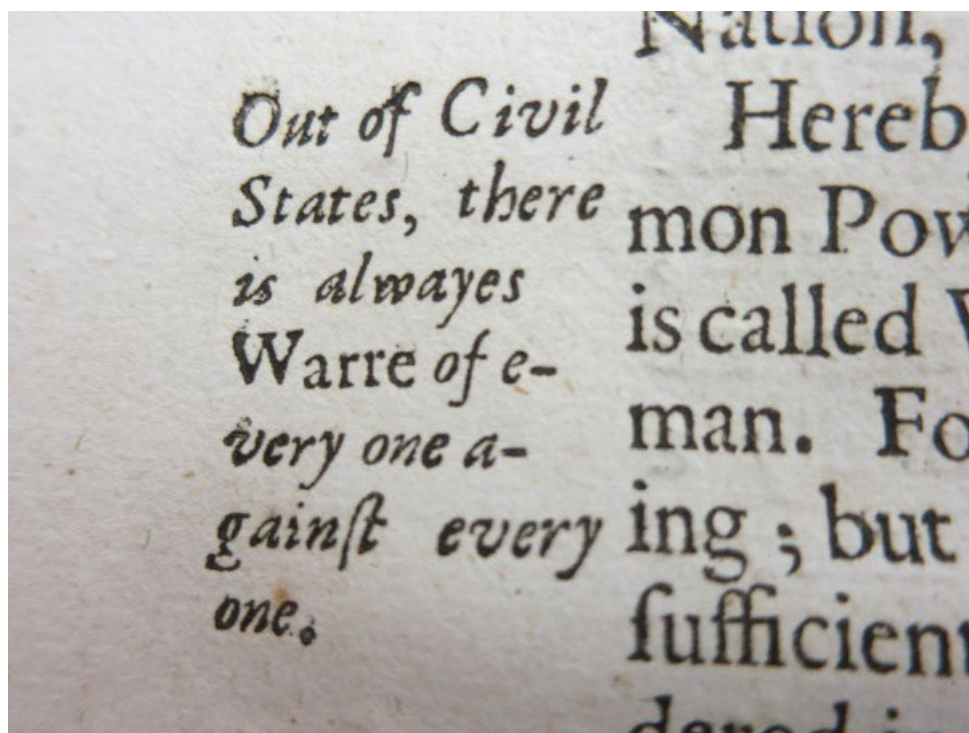 Out of Civil
States, there
is alwayes
Warre of e-
very one a-
gainſt every
one.
Nation,
Hereb
mon Pow
is called
man. Fo
ing ; but
ſufficien